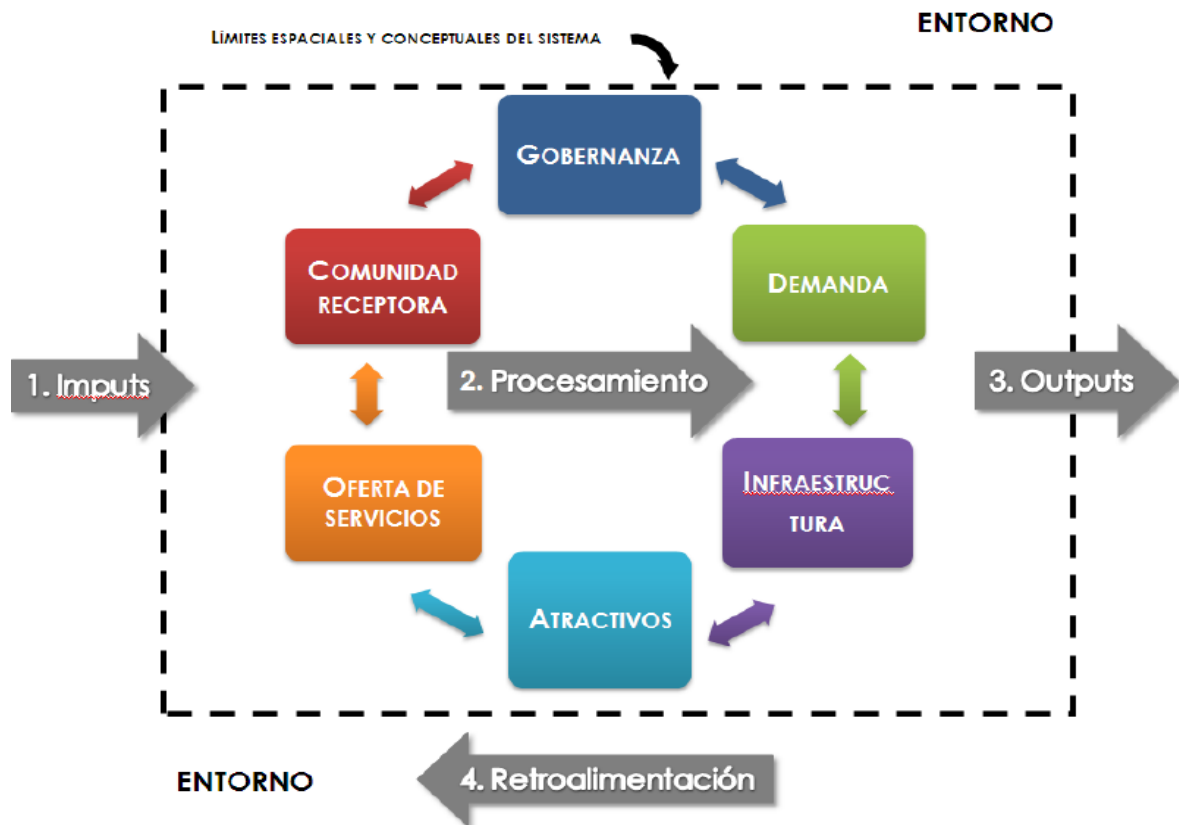 ENTORNO
LÍMITES ESPACIALES Y CONCEPTUALES DEL SISTEMA
GOBERNANZA
COMUNIDAD
RECEPTORA
DEMANDA
1. Imputs
2. Procesamiento
3. Outputs
OFERTA DE
SERVICIOS
INFRAESTRUC
TURA
ATRACTIVOS
ENTORNO
4. Retroalimentación